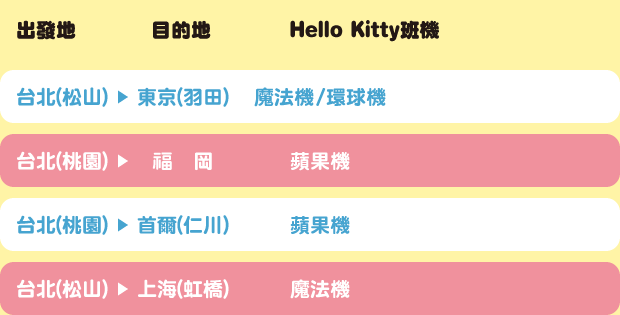 出發地 目的地 Hello Kitty班機
台北(松山) ▶ 東京(羽田) 魔法機/環球機
台北(桃園) ▶ 福 岡 蘋果機
台北(桃園) ▶ 首爾(仁川) 蘋果機
台北(松山) ▶ 上海(虹橋) 魔法機